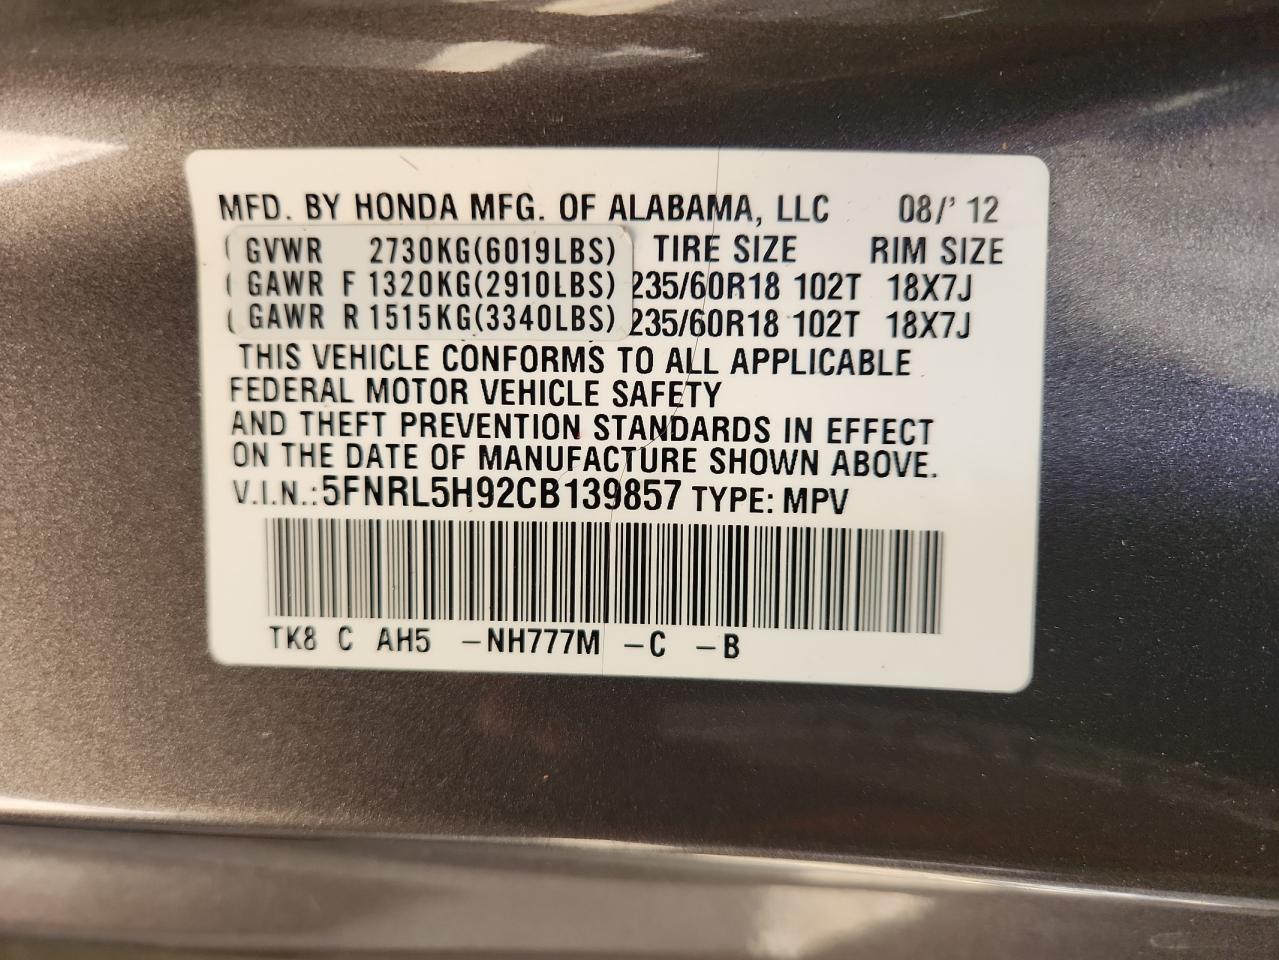 MFD. BY HONDA MFG. OF ALABAMA, LLC 08/' 12
( GVWR 2730KG(6019LBS) TIRE SIZE RIM SIZE
( GAWR F 1320KG(2910LBS) 235/60R18 102T 18X7J
( GAWR R 1515KG(3340LBS) 235/60R18 102T 18X7J
THIS VEHICLE CONFORMS TO ALL APPLICABLE
FEDERAL MOTOR VEHICLE SAFETY
AND THEFT PREVENTION STANDARDS IN EFFECT
ON THE DATE OF MANUFACTURE SHOWN ABOVE.
V.I.N.: 5FNRL5H92CB139857 TYPE: MPV
TK8 C AH5 -NH777M -C -B